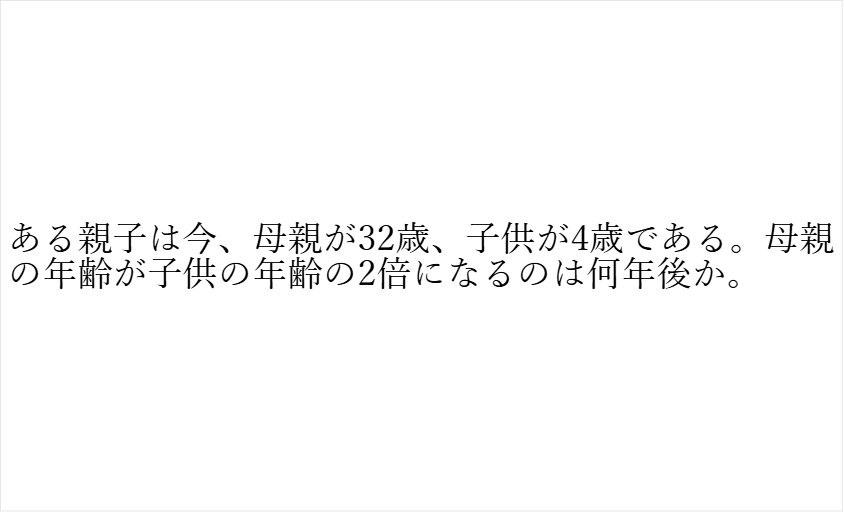 ある親子は今、母親が32歳、子供が4歳である。母親
の年齢が子供の年齢の2倍になるのは何年後か。